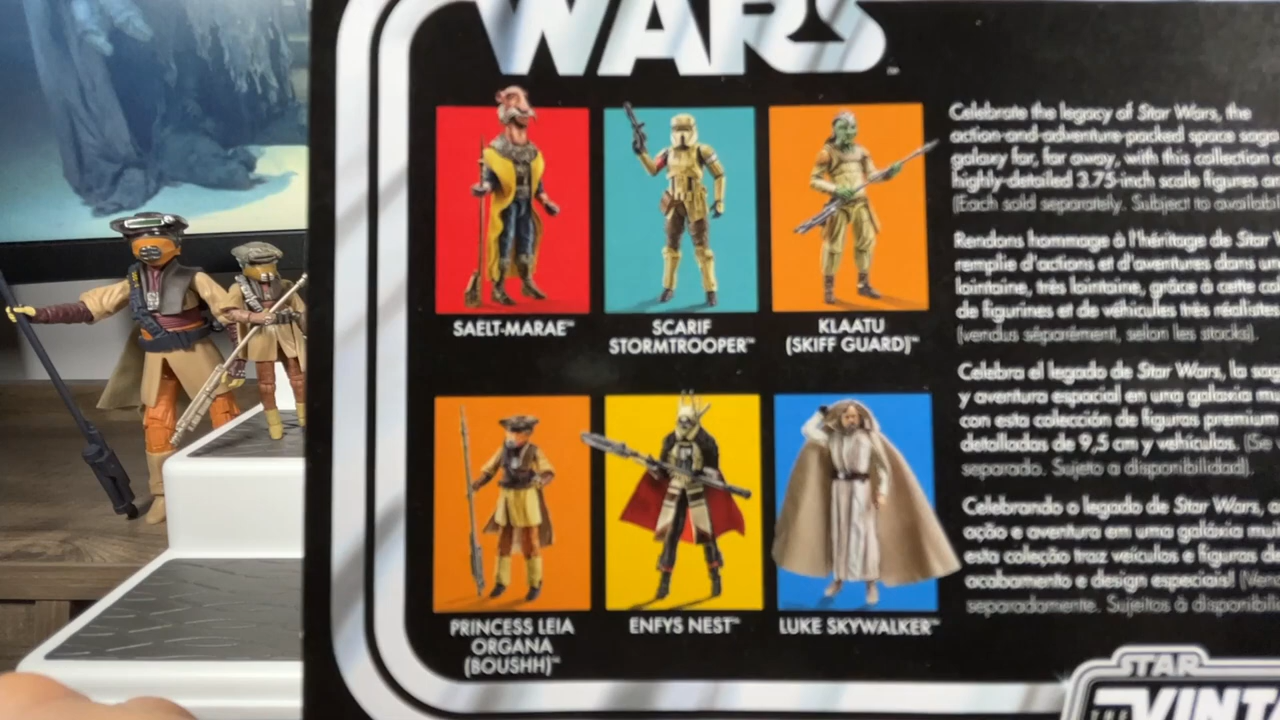 WARS
SAELT-MARAE™
SCARIF
STORMTROOPER™
KLAATU
(SKIFF GUARD)™
PRINCESS LEIA
ORGANA
(BOUSHH)™
ENFYS NEST™
LUKE SKYWALKER™
Celebrate the legacy of Star Wars, the
action-and-adventure-packed space saga
galaxy far, far away, with this collection
highly-detailed 3.75-inch scale figures
(Each sold separately. Subject to
Rendons hommage à l'héritage de Star
remplie d'actions et d'aventures dans
lointaine, très lointaine, grâce à cette
de figurines et de véhicules très réalistes
(vendus séparément, selon les stocks).
Celebra el legado de Star Wars, la
y aventura espacial en una galaxia
con esta colección de figuras premium
detalladas de 9,5 cm y vehículos. (Se
separado. Sujeto a disponibilidad).
Celebrando o legado de Star Wars, a
ação e aventura em uma galáxia
esta coleção traz veículos e figuras
acabamento e design especiais!
separadamente. Sujeitos à
STAR
THE VINT